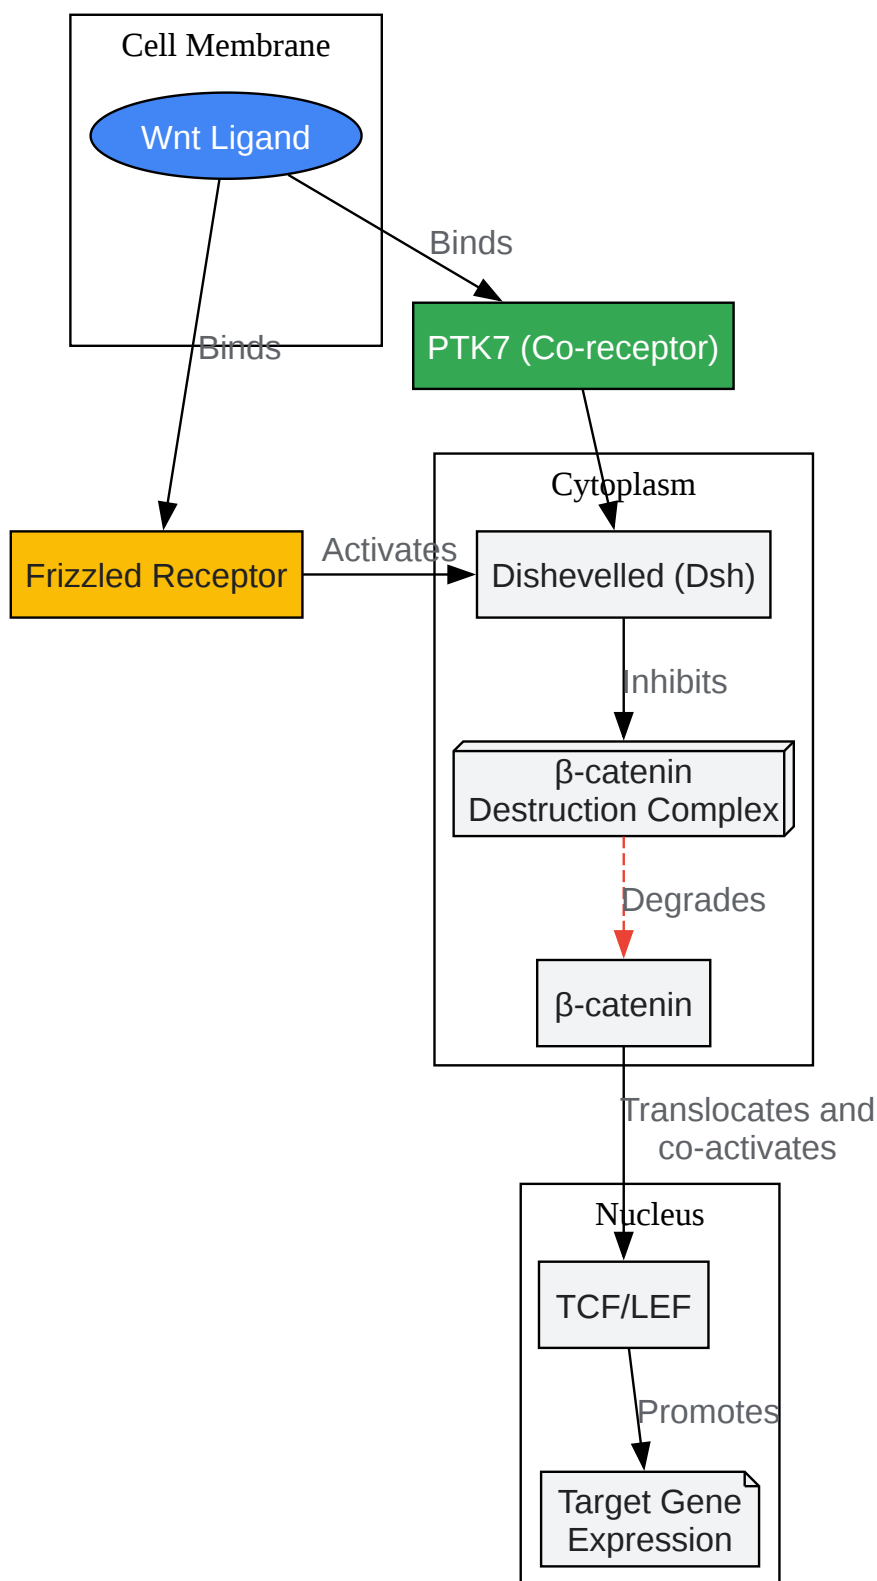 Cell Membrane
Wnt Ligand
Binds
Binds
PTK7 (Co-receptor)
Cytoplasm
Frizzled Receptor
Activates
Dishevelled (Dsh)
Inhibits
β-catenin
Destruction Complex
Degrades
β-catenin
Translocates and
co-activates
Nucleus
TCF/LEF
Promotes
Target Gene
Expression